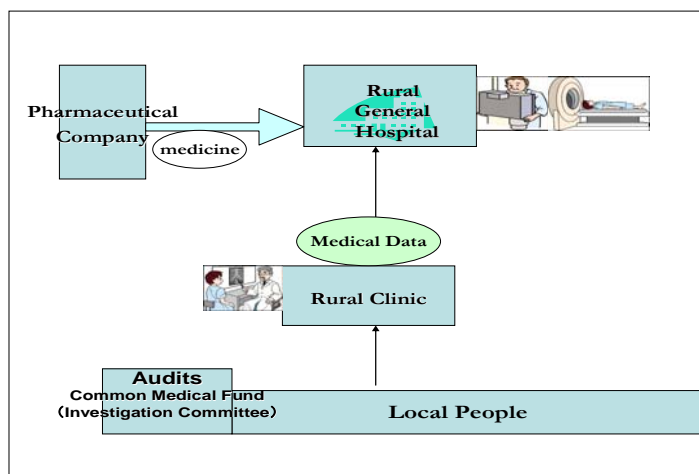 Pharmaceutical
Company
medicine
Rural
General
Hospital
Medical Data
Rural Clinic
Audits
Common Medical Fund
(Investigation Committee)
Local People